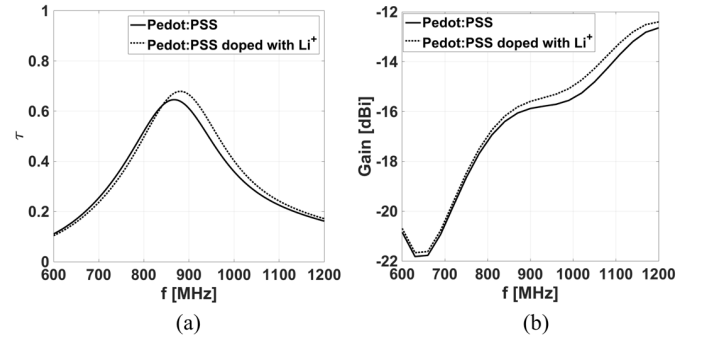 1
0.8
0.6
0.4
0.2
0
τ
Pedot:PSS
Pedot:PSS doped with Li+
600 700 800 900 1000 1100 1200
f [MHz]
(a)
-12
-14
-16
-18
-20
-22
Gain [dBi]
Pedot:PSS
Pedot:PSS doped with Li+
600 700 800 900 1000 1100 1200
f [MHz]
(b)